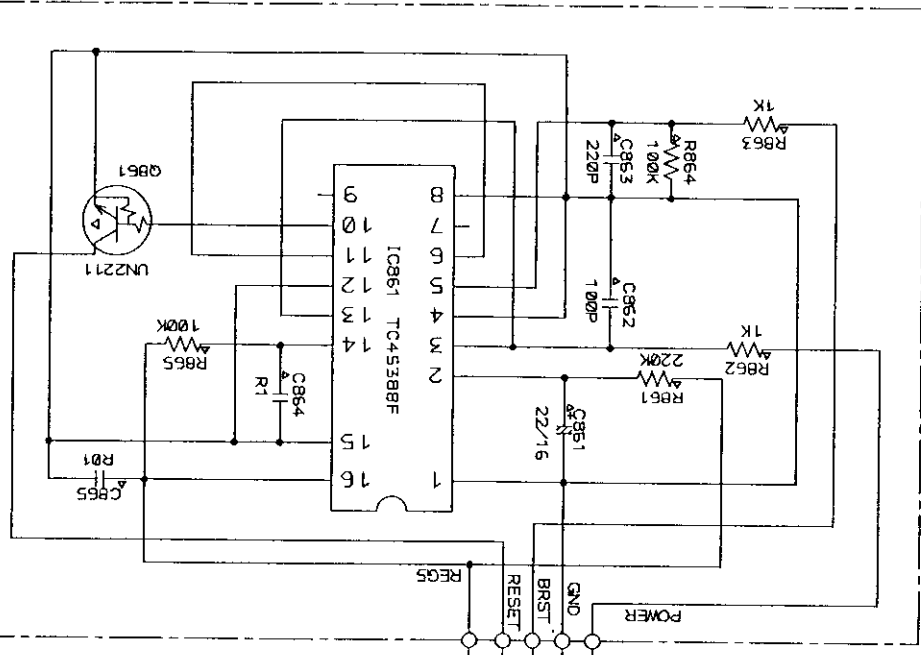 1K
R863
R864
100K
C863
220P
Q861
UN2211
9
10
11
12
13
14
15
16
IC861 TC4538BF
8
7
6
5
4
3
2
1
C862
100P
1K
R862
220K
R861
C861
22/16
100K
R865
C864
R1
R01
C865
REG5
RESET
BRST
GND
POWER